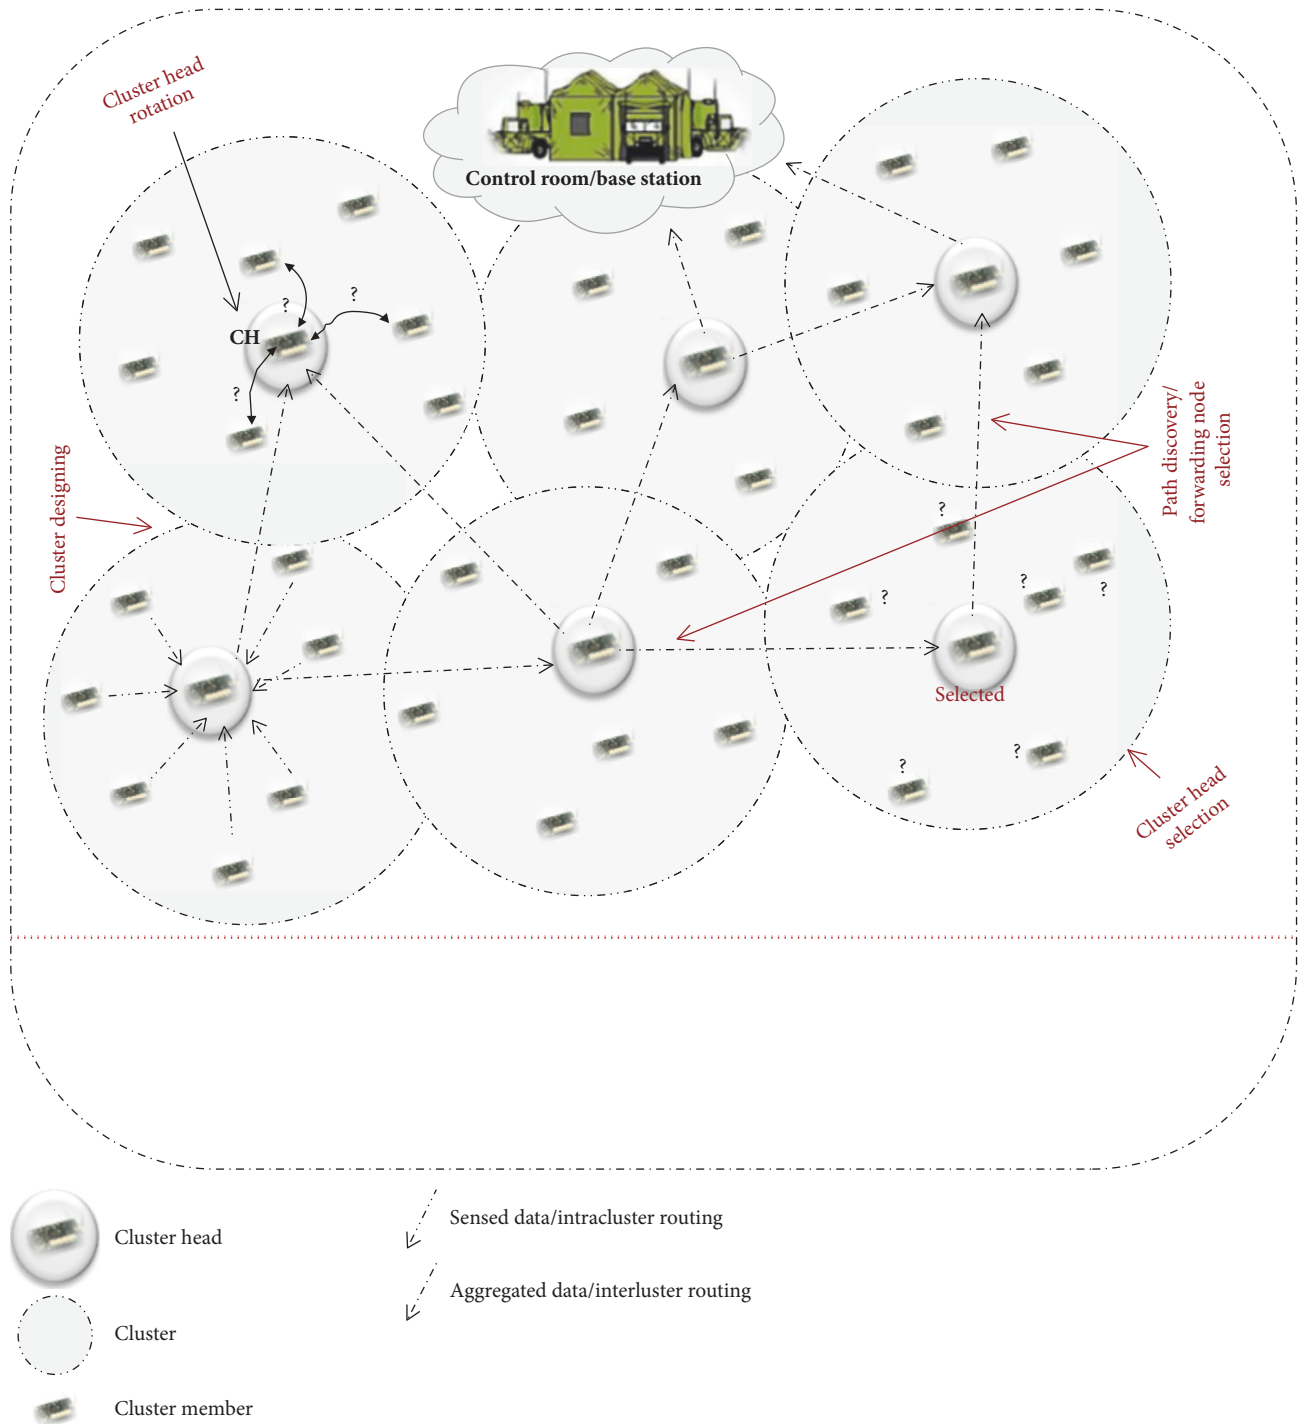 Cluster head
rotation
Control room/base station
?
?
CH
?
Cluster designing
Path discovery/
forwarding node
selection
?
?
?
?
Selected
?
?
Cluster head
selection
Cluster head
Cluster
Cluster member
Sensed data/intracluster routing
Aggregated data/interluster routing